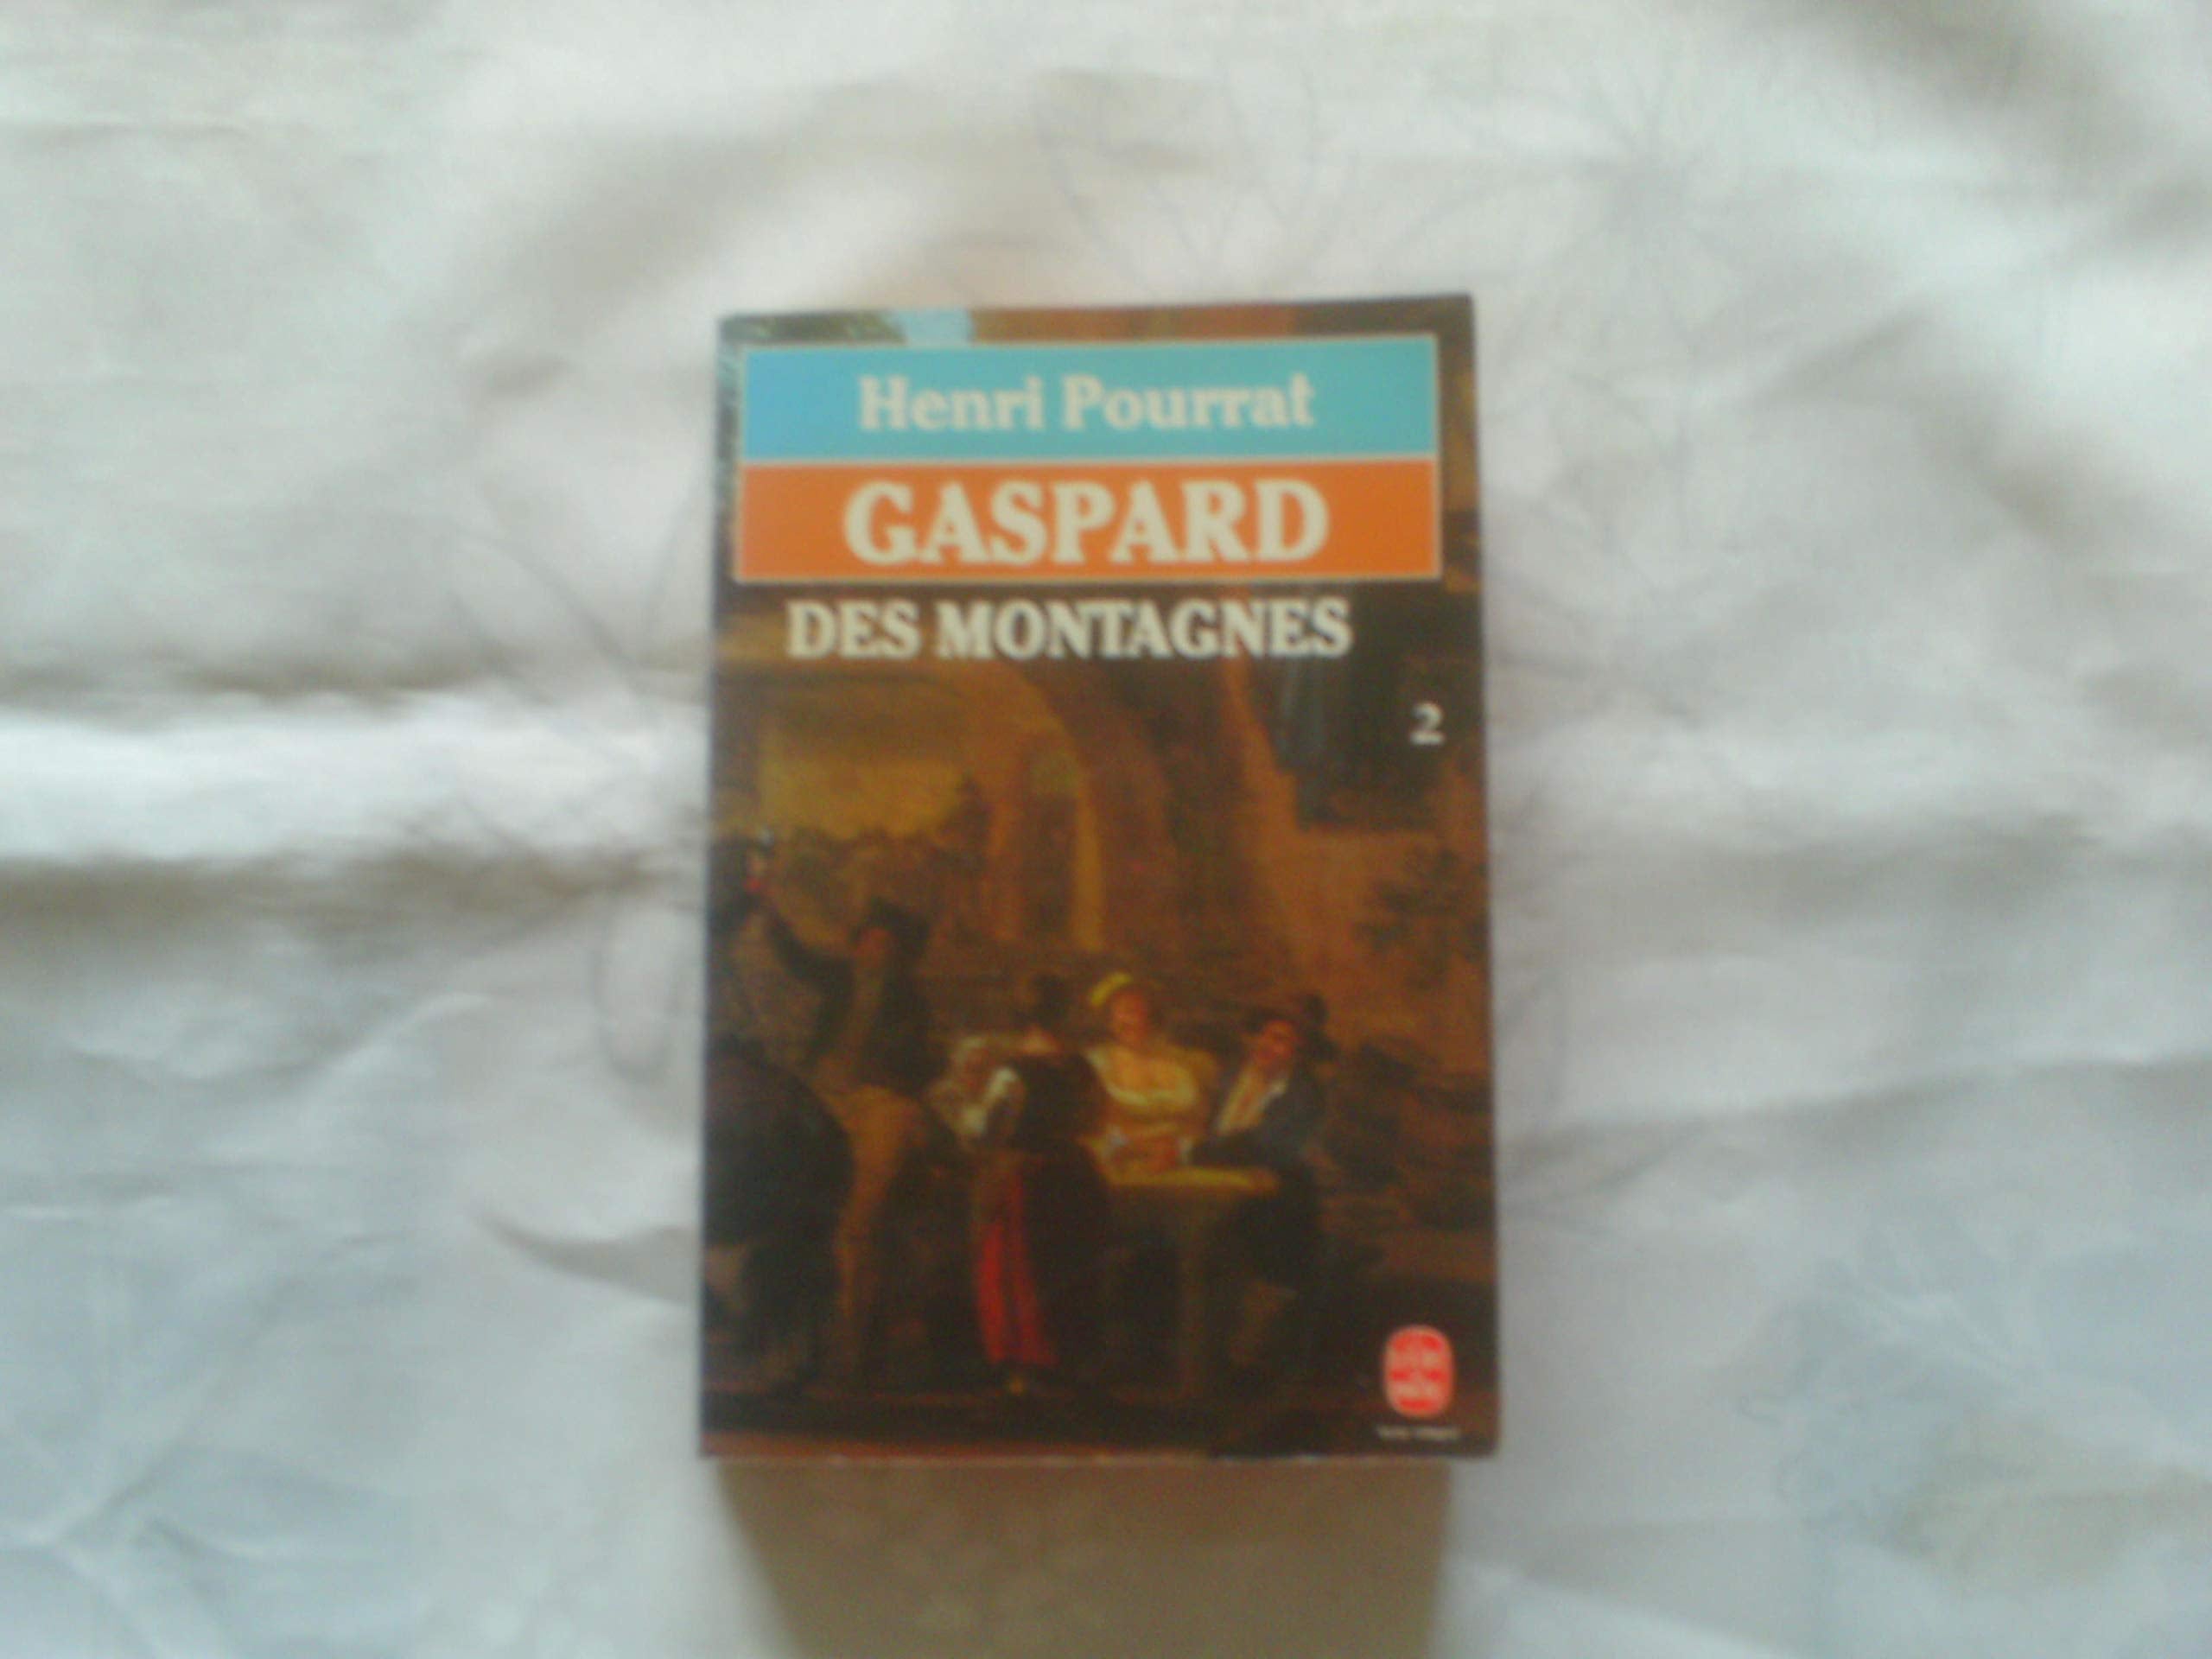 Henri Pourrat
GASPARD
DES MONTAGNES
2